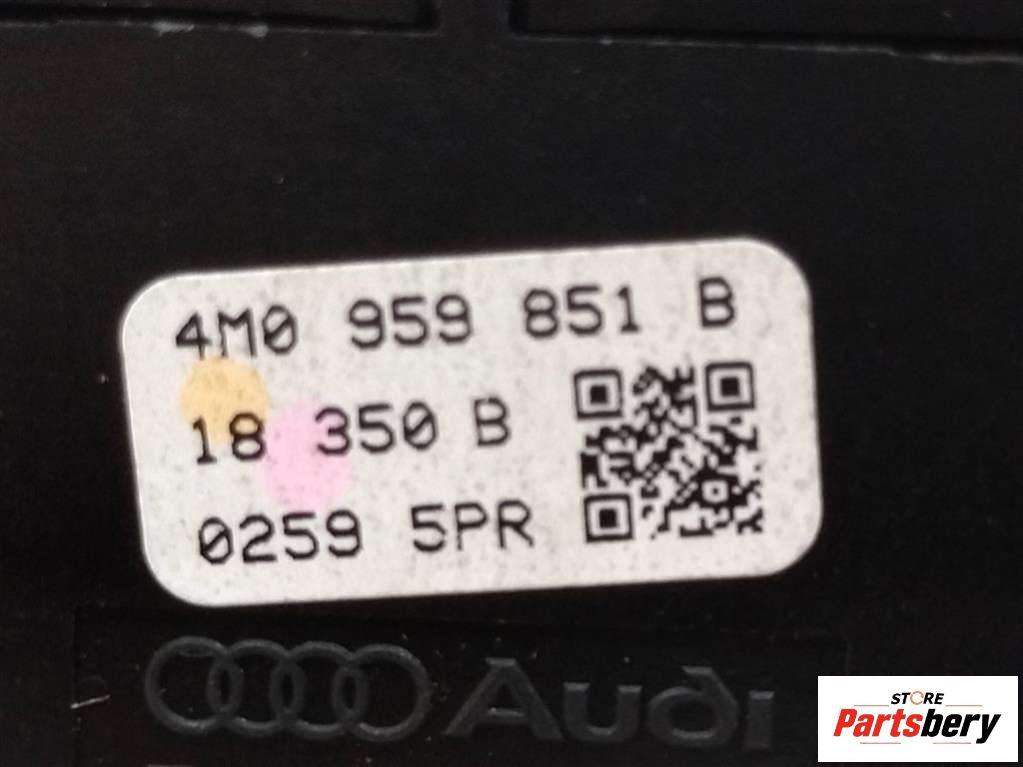 4M0 959 851 B
18 350 B
0259 5PR
Audi
STORE
Partsbery